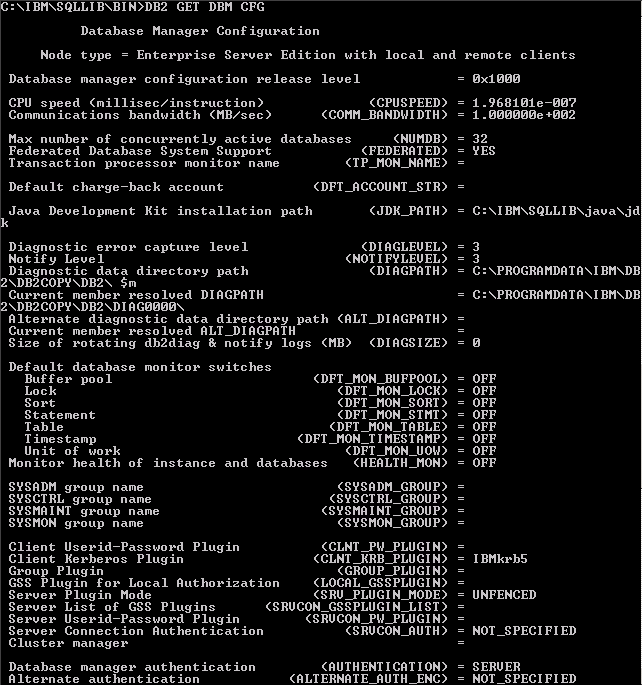 C:\IBM\SQLLIB\BIN>DB2 GET DBM CFG
Database Manager Configuration
Node type = Enterprise Server Edition with local and remote clients
Database manager configuration release level = 0x1000
CPU speed (millisec/instruction) (CPUSPEED) = 1.968101e-007
Communications bandwidth (MB/sec) (COMM_BANDWIDTH) = 1.000000e+002
Max number of concurrently active databases (NUMDB) = 32
Federated Database System Support (FEDERATED) = YES
Transaction processor monitor name (TP_MON_NAME) =
Default charge-back account (DFT_ACCOUNT_STR) =
Java Development Kit installation path (JDK_PATH) = C:\IBM\SQLLIB\java\jd
k
Diagnostic error capture level (DIAGLEVEL) = 3
Notify Level (NOTIFYLEVEL) = 3
Diagnostic data directory path (DIAGPATH) = C:\PROGRAMDATA\IBM\DB
2\DB2COPY\DB2\ $m
Current member resolved DIAGPATH = C:\PROGRAMDATA\IBM\DB
2\DB2COPY\DB2\DIAG0000\
Alternate diagnostic data directory path (ALT_DIAGPATH) =
Current member resolved ALT_DIAGPATH =
Size of rotating db2diag & notify logs (MB) (DIAGSIZE) = 0
Default database monitor switches
Buffer pool (DFT_MON_BUFPOOL) = OFF
Lock (DFT_MON_LOCK) = OFF
Sort (DFT_MON_SORT) = OFF
Statement (DFT_MON_STMT) = OFF
Table (DFT_MON_TABLE) = OFF
Timestamp (DFT_MON_TIMESTAMP) = OFF
Unit of work (DFT_MON_UOW) = OFF
Monitor health of instance and databases (HEALTH_MON) = OFF
SYSADM group name (SYSADM_GROUP) =
SYSCTRL group name (SYSCTRL_GROUP) =
SYSMAINT group name (SYSMAINT_GROUP) =
SYSMON group name (SYSMON_GROUP) =
Client Userid-Password Plugin (CLNT_PW_PLUGIN) =
Client Kerberos Plugin (CLNT_KRB_PLUGIN) = IBMkrb5
Group Plugin (GROUP_PLUGIN) =
GSS Plugin for Local Authorization (LOCAL_GSSPLUGIN) =
Server Plugin Mode (SRV_PLUGIN_MODE) = UNFENCED
Server List of GSS Plugins (SRVCON_GSSPLUGIN_LIST) =
Server Userid-Password Plugin (SRVCON_PW_PLUGIN) =
Server Connection Authentication (SRVCON_AUTH) = NOT_SPECIFIED
Cluster manager =
Database manager authentication (AUTHENTICATION) = SERVER
Alternate authentication (ALTERNATE_AUTH_ENC) = NOT_SPECIFIED